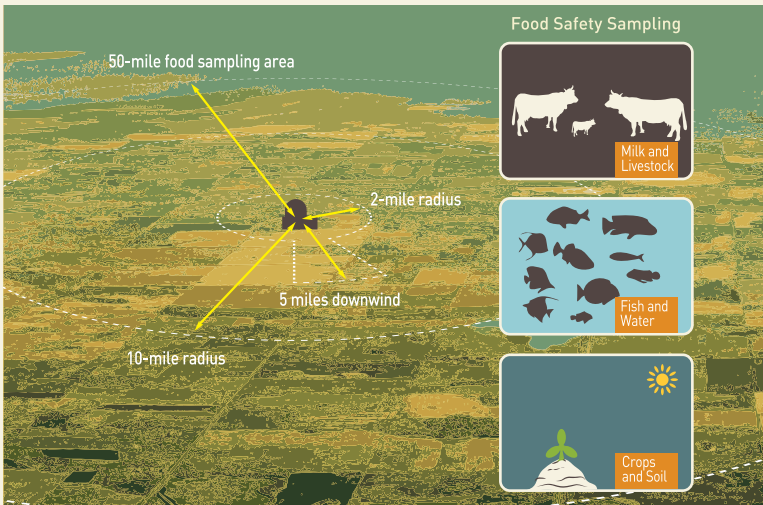 Food Safety Sampling
50-mile food sampling area
2-mile radius
5 miles downwind
10-mile radius
Milk and
Livestock
Fish and
Water
Crops
and Soil